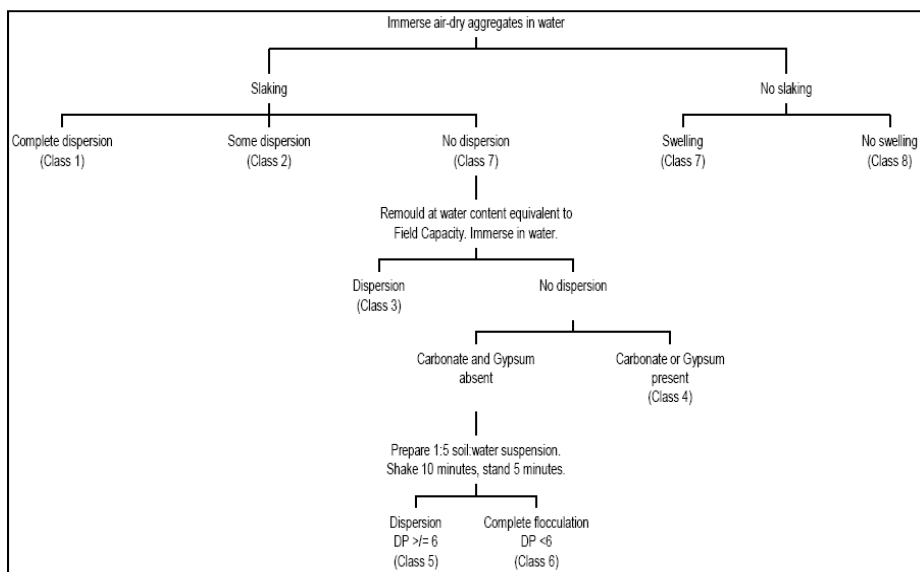 Immerse air-dry aggregates in water
Slaking
No slaking
Complete dispersion
(Class 1)
Some dispersion
(Class 2)
No dispersion
(Class 7)
Swelling
(Class 7)
No swelling
(Class 8)
Remould at water content equivalent to
Field Capacity. Immerse in water.
Dispersion
(Class 3)
No dispersion
Carbonate and Gypsum
absent
Carbonate or Gypsum
present
(Class 4)
Prepare 1:5 soil:water suspension.
Shake 10 minutes, stand 5 minutes.
Dispersion
DP >/= 6
(Class 5)
Complete flocculation
DP <6
(Class 6)